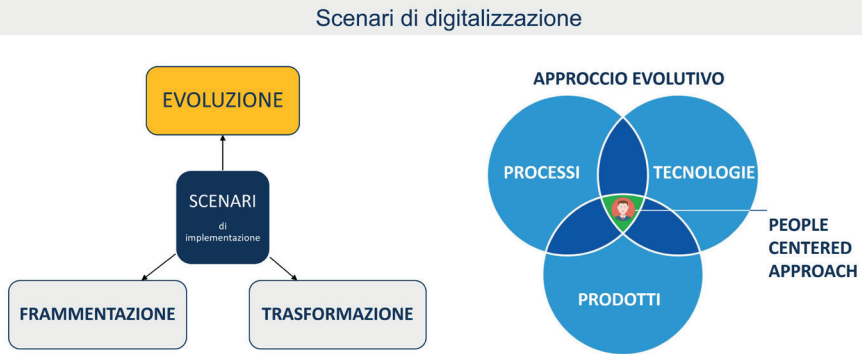 Scenari di digitalizzazione
EVOLUZIONE
SCENARI
di
implementazione
FRAMMENTAZIONE
TRASFORMAZIONE
APPROCCIO EVOLUTIVO
PROCESSI
TECNOLOGIE
PRODOTTI
PEOPLE
CENTERED
APPROACH